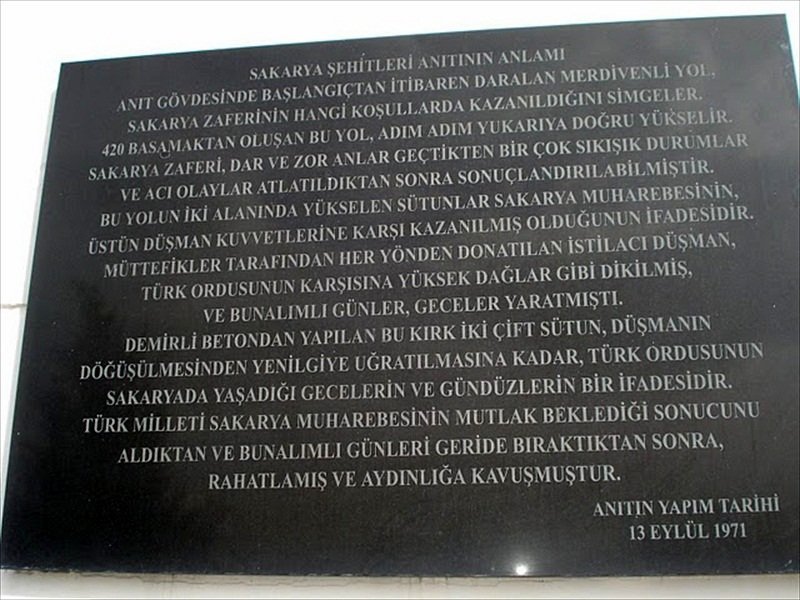 SAKARYA ŞEHİTLERİ ANITININ ANLAMI
ANIT GÖVDESİNDE BAŞLANGIÇTAN İTİBAREN DARALAN MERDİVENLİ YOL,
SAKARYA ZAFERİNİN HANGİ KOŞULLARDA KAZANILDIĞINI SİMGELER.
420 BASAMAKTAN OLUŞAN BU YOL, ADIM ADIM YUKARIYA DOĞRU YÜKSELİR.
SAKARYA ZAFERİ, DAR VE ZOR ANLAR GEÇTİKTEN BİR ÇOK SIKIŞIK DURUMLAR
VE ACI OLAYLAR ATLATILDIKTAN SONRA SONUÇLANDIRILABİLMİŞTİR.
BU YOLUN İKİ ALANINDA YÜKSELEN SÜTUNLAR SAKARYA MUHAREBESİNİN,
ÜSTÜN DÜŞMAN KUVVETLERİNE KARŞI KAZANILMIŞ OLDUĞUNUN İFADESİDİR.
MÜTTEFİKLER TARAFINDAN HER YÖNDEN DONATILAN İSTİLACI DÜŞMAN,
TÜRK ORDUSUNUN KARŞISINA YÜKSEK DAĞLAR GİBİ DİKİLMİŞ,
VE BUNALIMLI GÜNLER, GECELER YARATMIŞTI.
DEMİRLİ BETONDAN YAPILAN BU KIRK İKİ ÇİFT SÜTUN, DÜŞMANIN
DÖĞÜŞÜLMESİNDEN YENİLGİYE UĞRATILMASINA KADAR, TÜRK ORDUSUNUN
SAKARYADA YAŞADIĞI GECELERİN VE GÜNDÜZLERİN BİR İFADESİDİR.
TÜRK MİLLETİ SAKARYA MUHAREBESİNİN MUTLAK BEKLEDİĞİ SONUCUNU
ALDIKTAN VE BUNALIMLI GÜNLERİ GERİDE BIRAKTIKTAN SONRA,
RAHATLAMIŞ VE AYDINLIĞA KAVUŞMUŞTUR.
ANITIN YAPIM TARİHİ
13 EYLÜL 1971